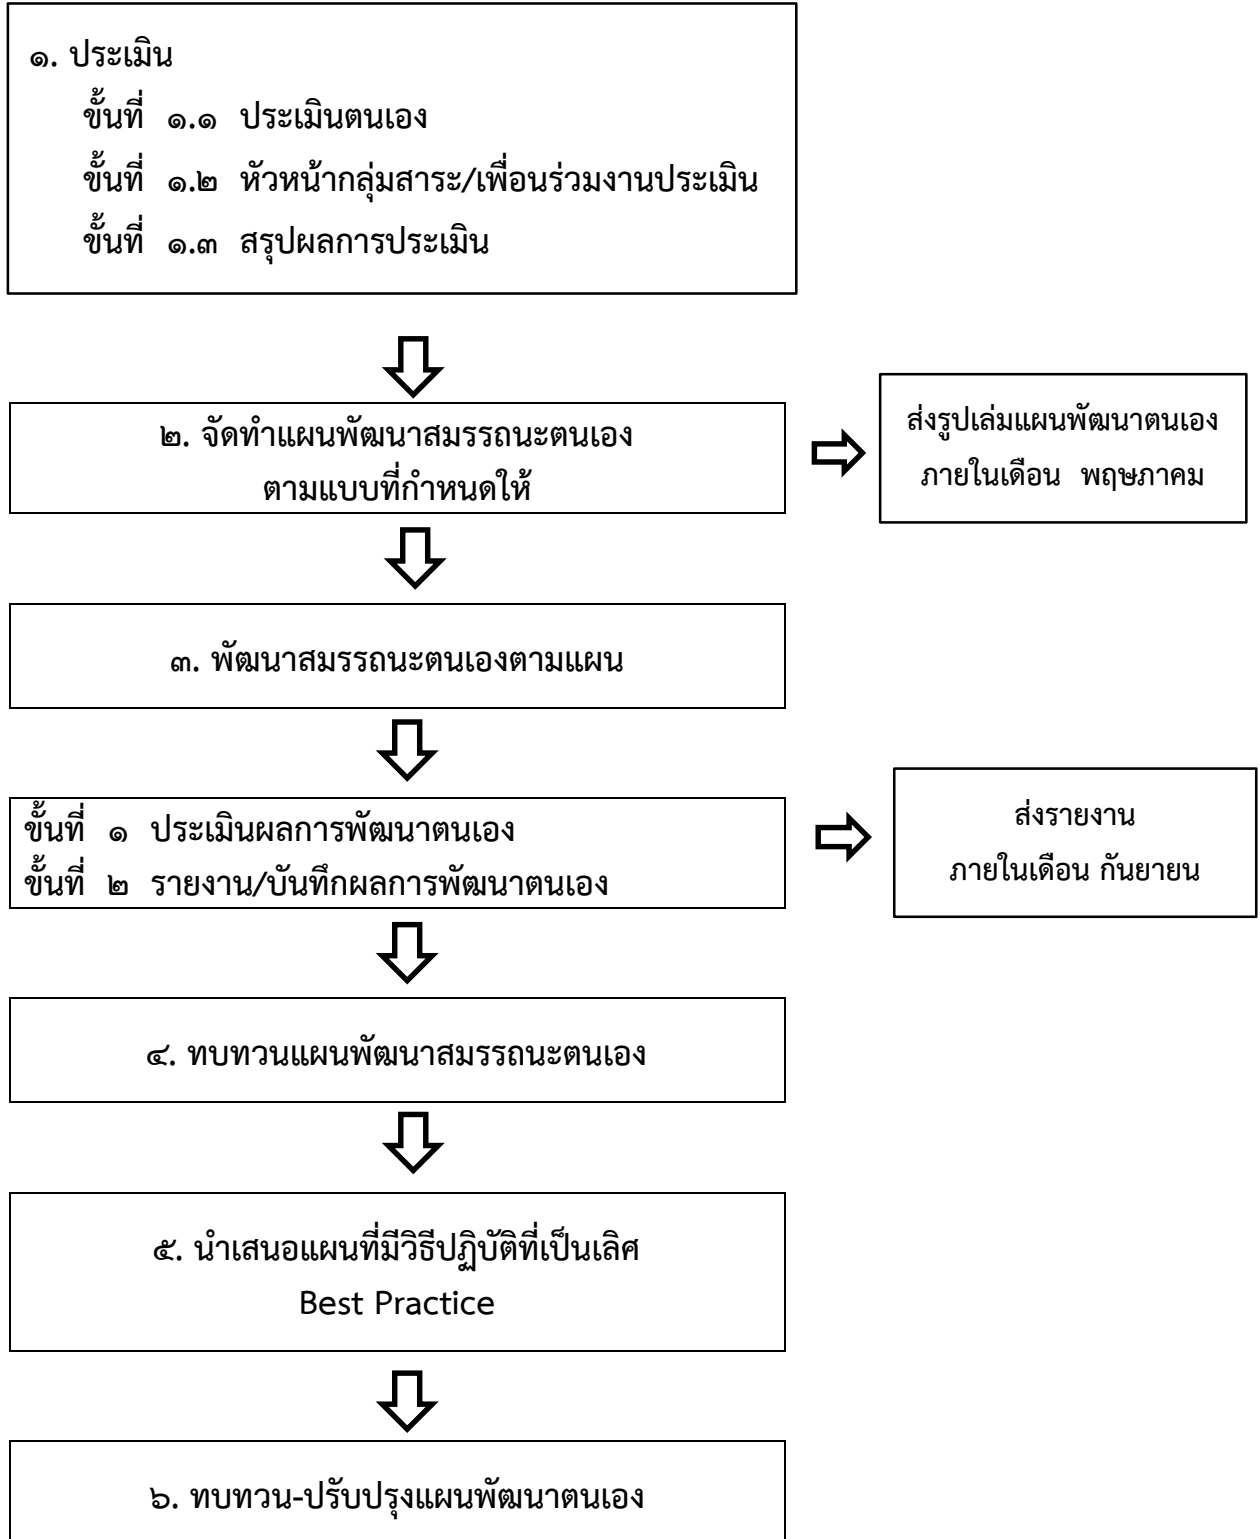 ๑. ประเมิน
ขั้นที่ ๑.๑ ประเมินตนเอง
ขั้นที่ ๑.๒ หัวหน้ากลุ่มสาระ/เพื่อนร่วมงานประเมิน
ขั้นที่ ๑.๓ สรุปผลการประเมิน
๒. จัดทำแผนพัฒนาสมรรถนะตนเอง
ตามแบบที่กำหนดให้
ส่งรูปเล่มแผนพัฒนาตนเอง
ภายในเดือน พฤษภาคม
๓. พัฒนาสมรรถนะตนเองตามแผน
ขั้นที่ ๑ ประเมินผลการพัฒนาตนเอง
ขั้นที่ ๒ รายงาน/บันทึกผลการพัฒนาตนเอง
ส่งรายงาน
ภายในเดือน กันยายน
๔. ทบทวนแผนพัฒนาสมรรถนะตนเอง
๕. นำเสนอแผนที่มีวิธีปฏิบัติที่เป็นเลิศ
Best Practice
๖. ทบทวน-ปรับปรุงแผนพัฒนาตนเอง